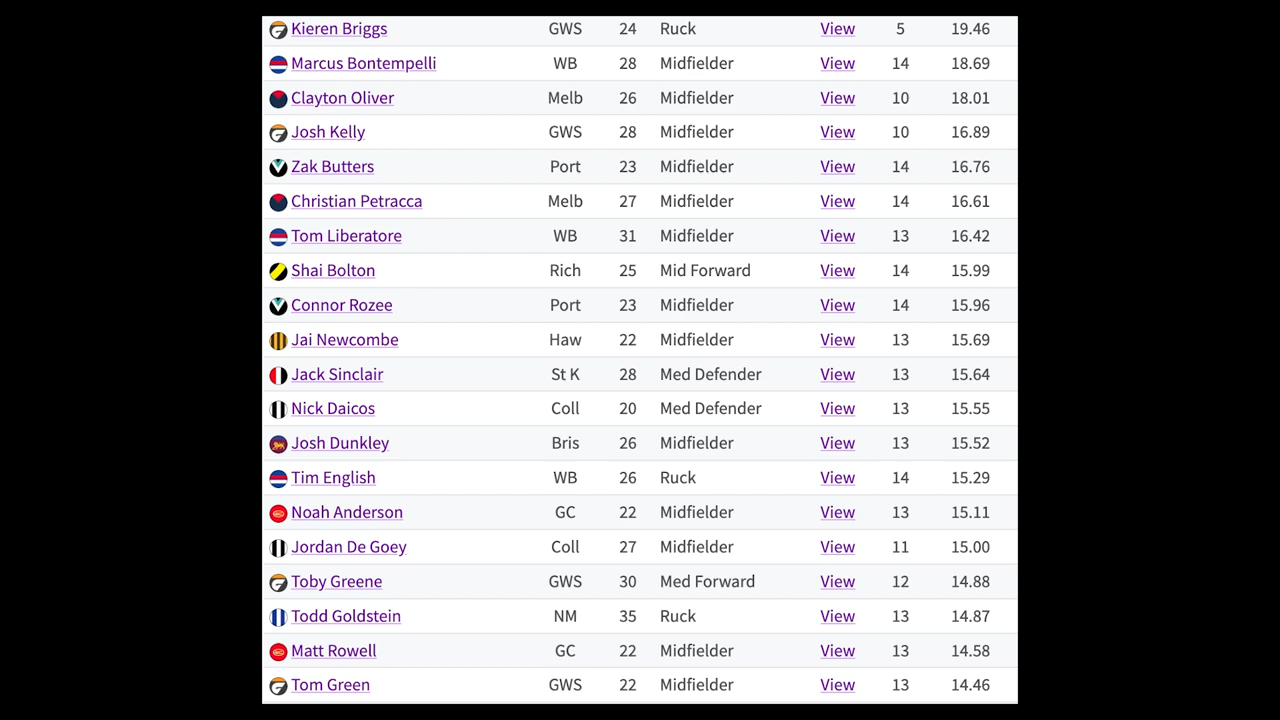 Kieren Briggs GWS 24 Ruck View 5 19.46
Marcus Bontempelli WB 28 Midfielder View 14 18.69
Clayton Oliver Melb 26 Midfielder View 10 18.01
Josh Kelly GWS 28 Midfielder View 10 16.89
Zak Butters Port 23 Midfielder View 14 16.76
Christian Petracca Melb 27 Midfielder View 14 16.61
Tom Liberatore WB 31 Midfielder View 13 16.42
Shai Bolton Rich 25 Mid Forward View 14 15.99
Connor Rozee Port 23 Midfielder View 14 15.96
Jai Newcombe Haw 22 Midfielder View 13 15.69
Jack Sinclair St K 28 Med Defender View 13 15.64
Nick Daicos Coll 20 Med Defender View 13 15.55
Josh Dunkley Bris 26 Midfielder View 13 15.52
Tim English WB 26 Ruck View 14 15.29
Noah Anderson GC 22 Midfielder View 13 15.11
Jordan De Goey Coll 27 Midfielder View 11 15.00
Toby Greene GWS 30 Med Forward View 12 14.88
Todd Goldstein NM 35 Ruck View 13 14.87
Matt Rowell GC 22 Midfielder View 13 14.58
Tom Green GWS 22 Midfielder View 13 14.46